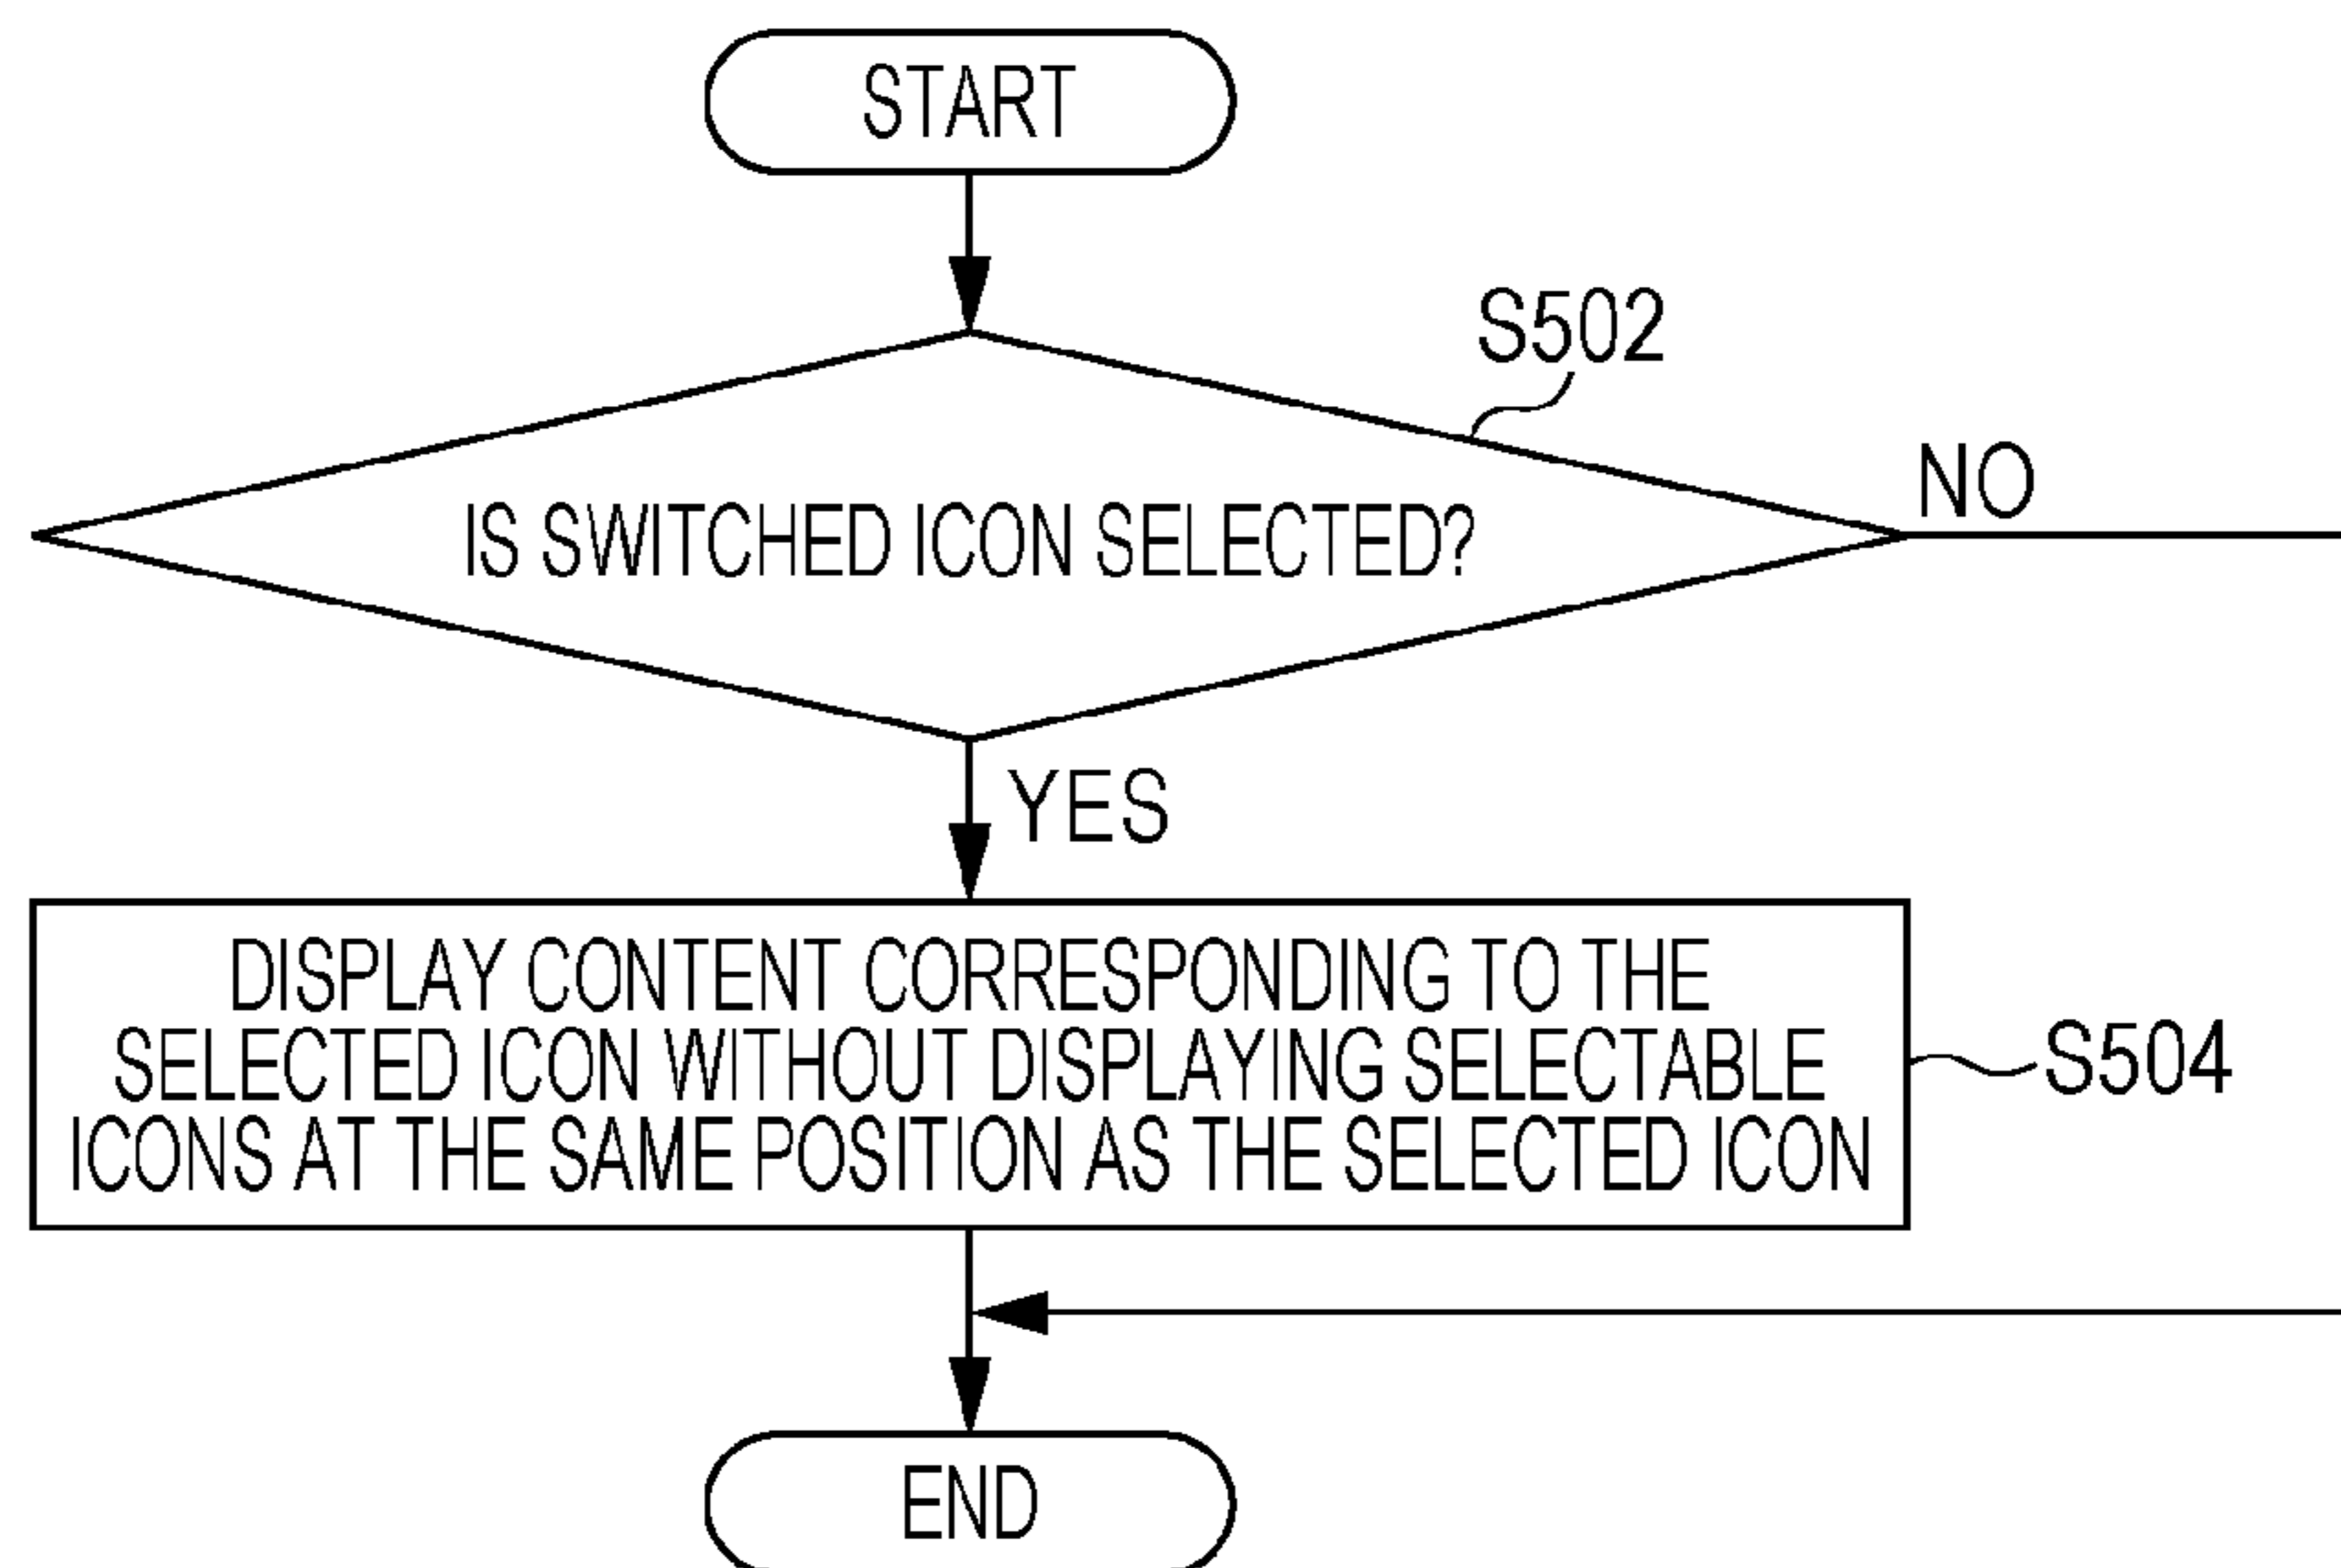 START
S502
NO
IS SWITCHED ICON SELECTED?
YES
DISPLAY CONTENT CORRESPONDING TO THE
SELECTED ICON WITHOUT DISPLAYING SELECTABLE
ICONS AT THE SAME POSITION AS THE SELECTED ICON
S504
END